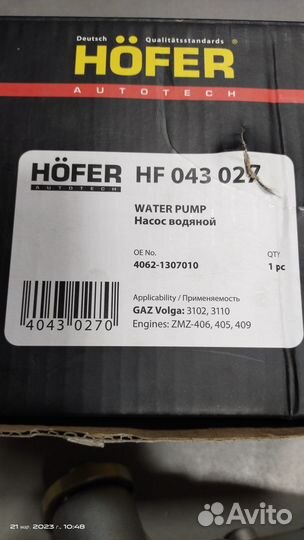 Deutsch Qualitätsstandards
HÖFER
AUTOTECH
HÖFER HF 043 027
AUTOTECH
WATER PUMP
Насос водяной
OE No. QTY
4062-1307010 1 pc
Applicability / Применяемость
GAZ Volga: 3102, 3110
Engines: ZMZ-406, 405, 409
4043 0270
21 мар. 2023 г. 10:48
Avito